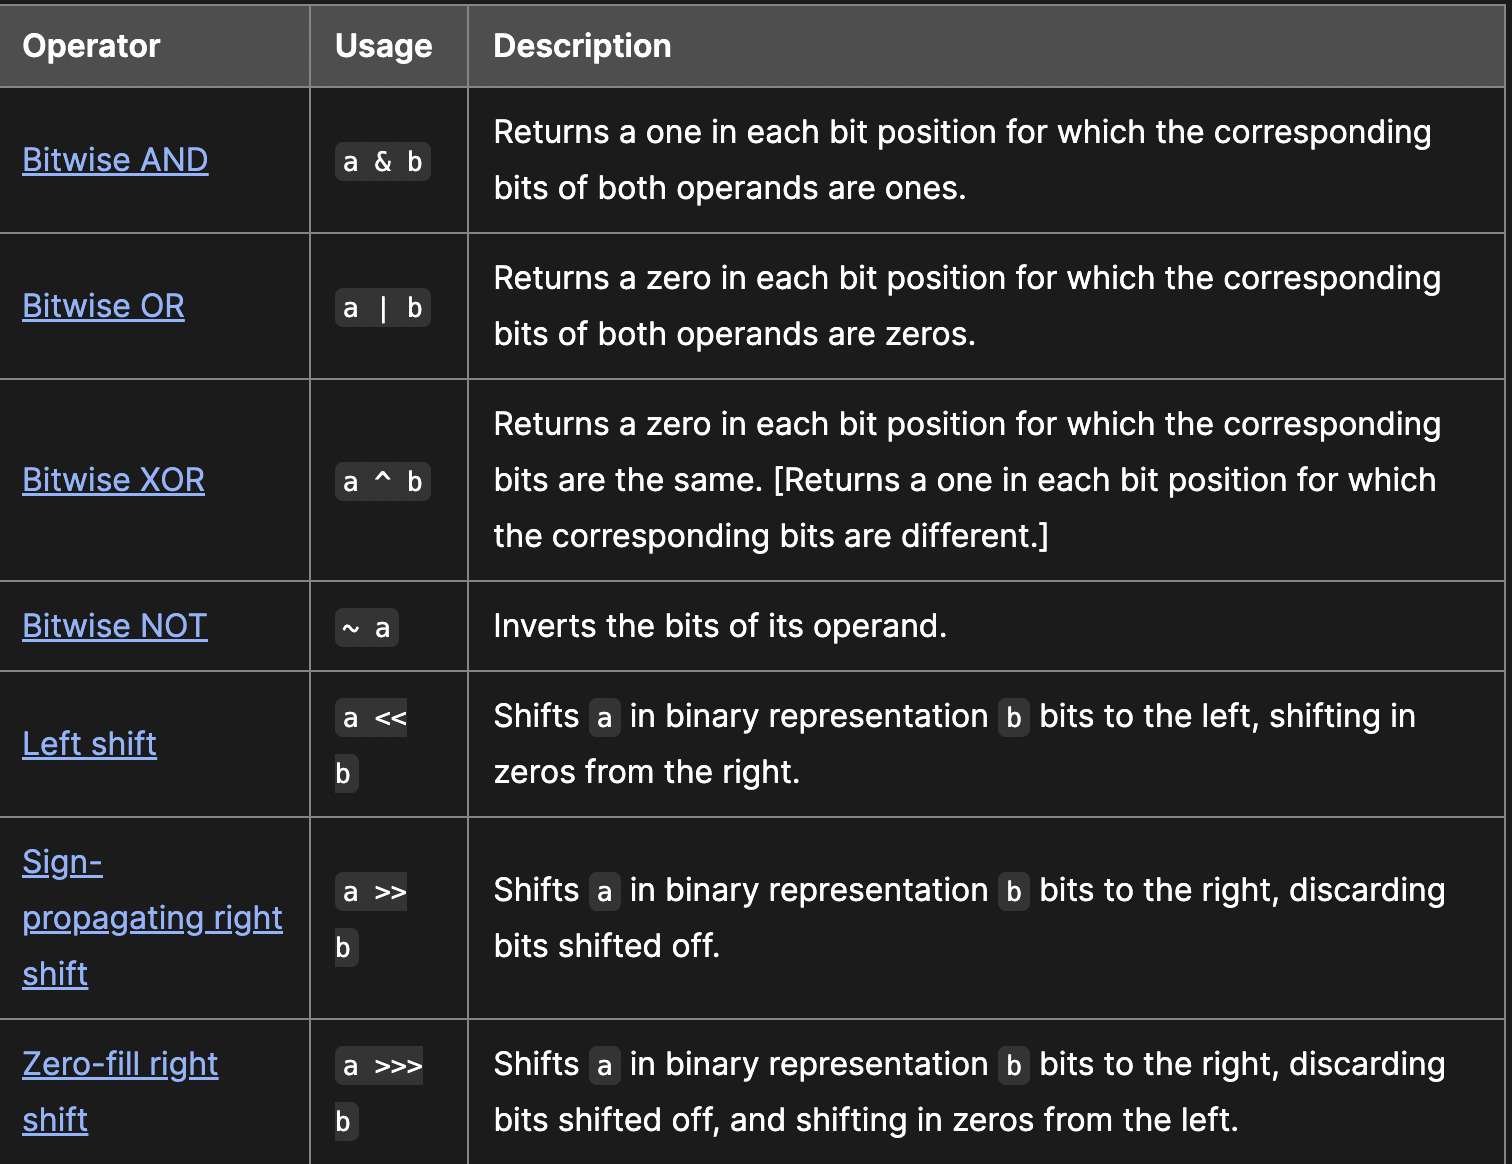 Operator Usage Description
Bitwise AND a & b Returns a one in each bit position for which the corresponding
bits of both operands are ones.
Bitwise OR a | b Returns a zero in each bit position for which the corresponding
bits of both operands are zeros.
Bitwise XOR a ^ b Returns a zero in each bit position for which the corresponding
bits are the same. [Returns a one in each bit position for which
the corresponding bits are different.]
Bitwise NOT ~ a Inverts the bits of its operand.
Left shift a <<
b Shifts a in binary representation b bits to the left, shifting in
zeros from the right.
Sign-
propagating right
shift a >>
b Shifts a in binary representation b bits to the right, discarding
bits shifted off.
Zero-fill right
shift a >>>
b Shifts a in binary representation b bits to the right, discarding
bits shifted off, and shifting in zeros from the left.